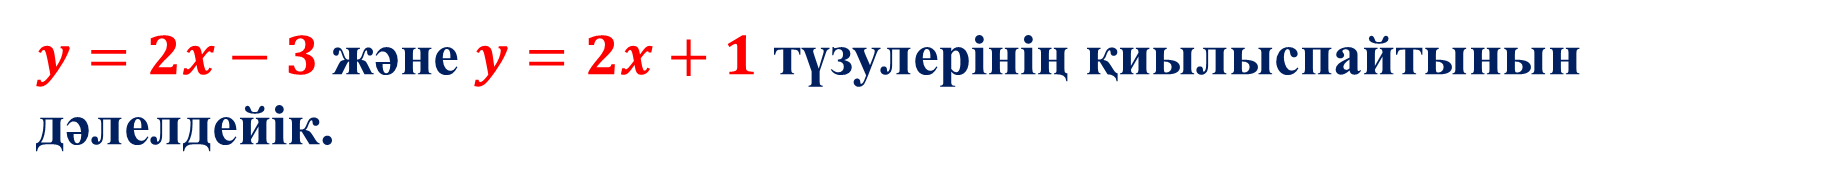 y = 2x − 3 және y = 2x + 1 түзулерінің қиылыспайтынын
дәлелдейік.